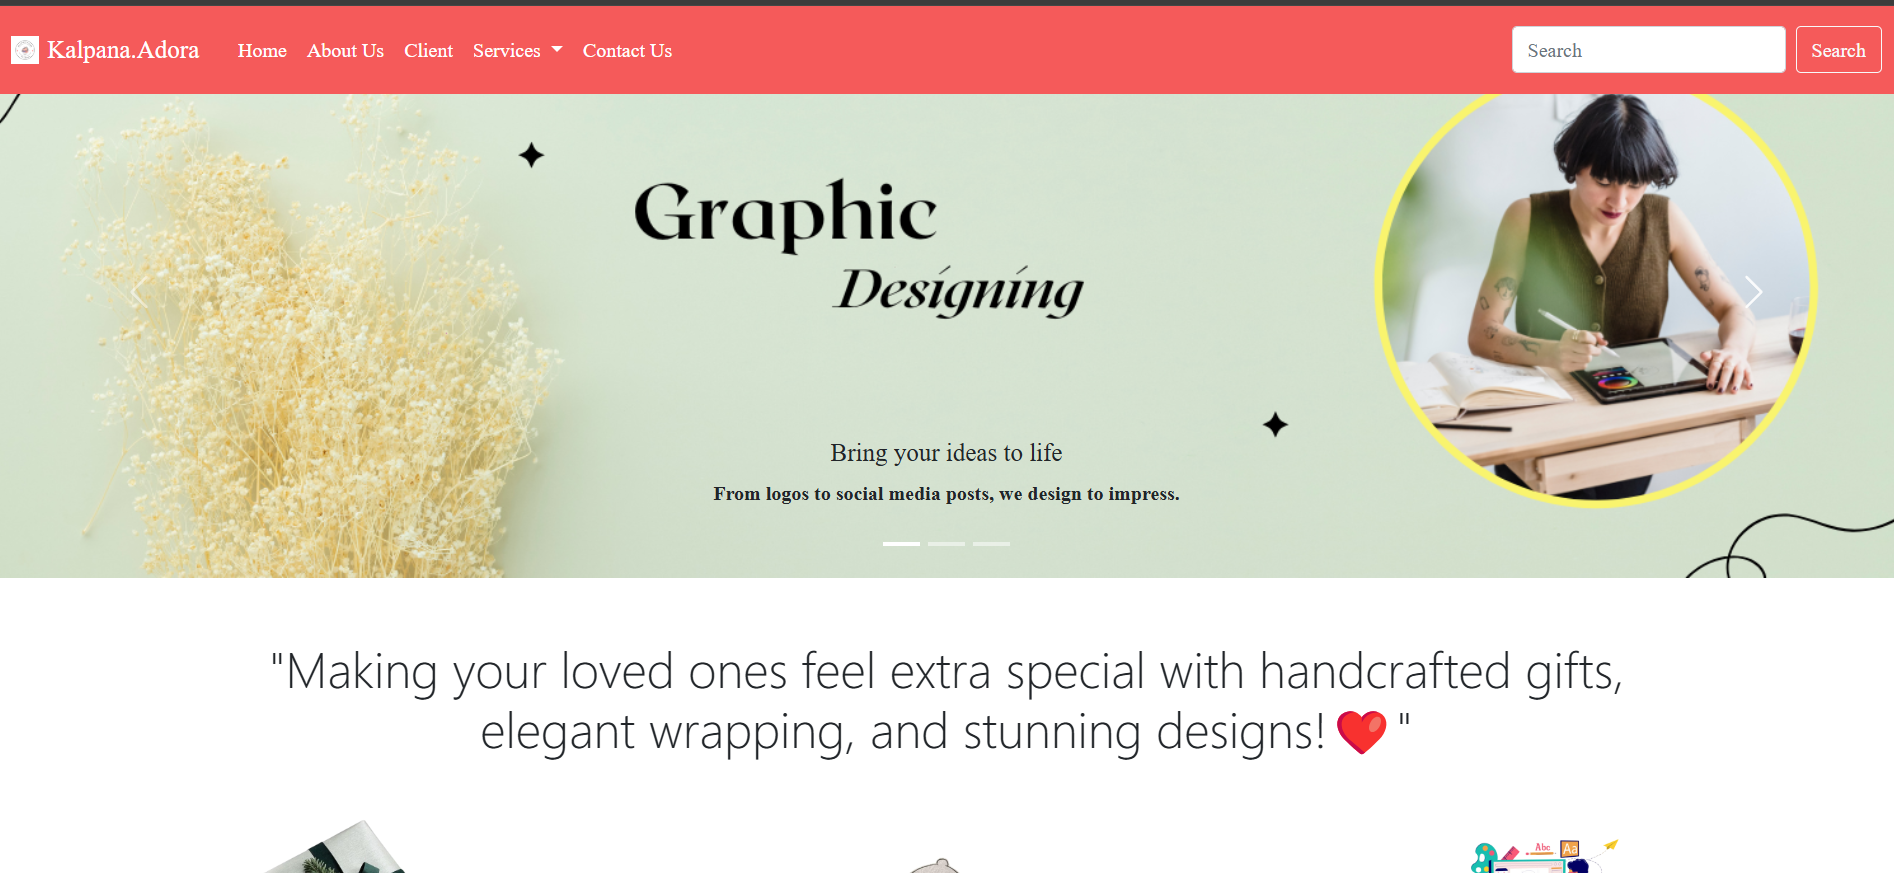 Kalpana.Adora Home About Us Client Services Contact Us Search Search
Graphic
Designing
Bring your ideas to life
From logos to social media posts, we design to impress.
"Making your loved ones feel extra special with handcrafted gifts,
elegant wrapping, and stunning designs! ❤️ "
Abc
Aa